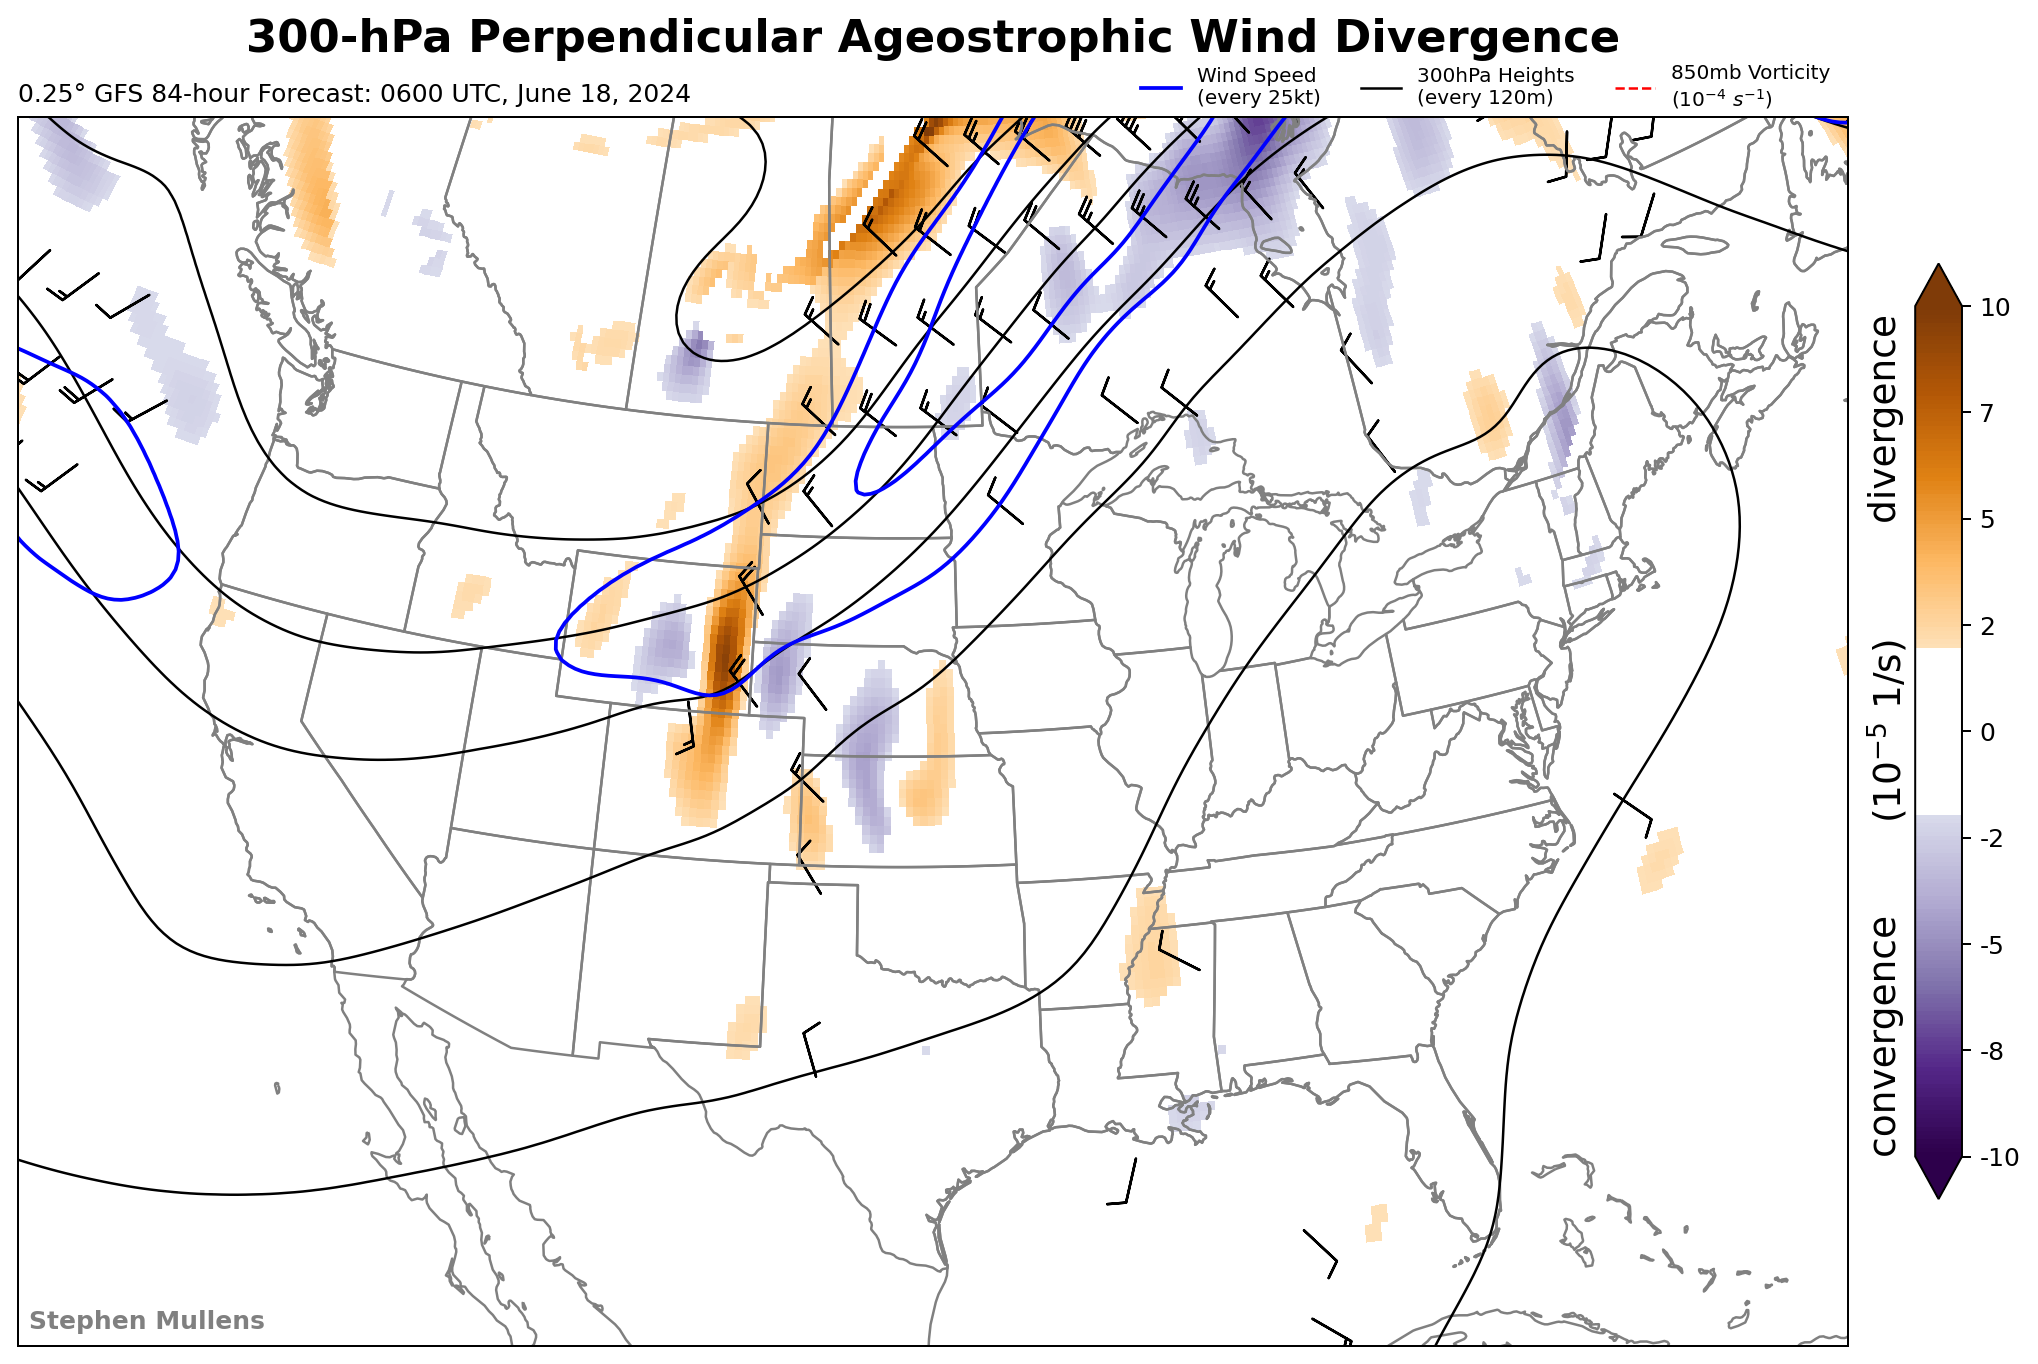 300-hPa Perpendicular Ageostrophic Wind Divergence
0.25° GFS 84-hour Forecast: 0600 UTC, June 18, 2024
Wind Speed
(every 25kt)
300hPa Heights
(every 120m)
850mb Vorticity
(10⁻⁴ s⁻¹)
10
7
5
2
0
-2
-5
-8
-10
convergence (10⁻⁵ 1/s) divergence
Stephen Mullens